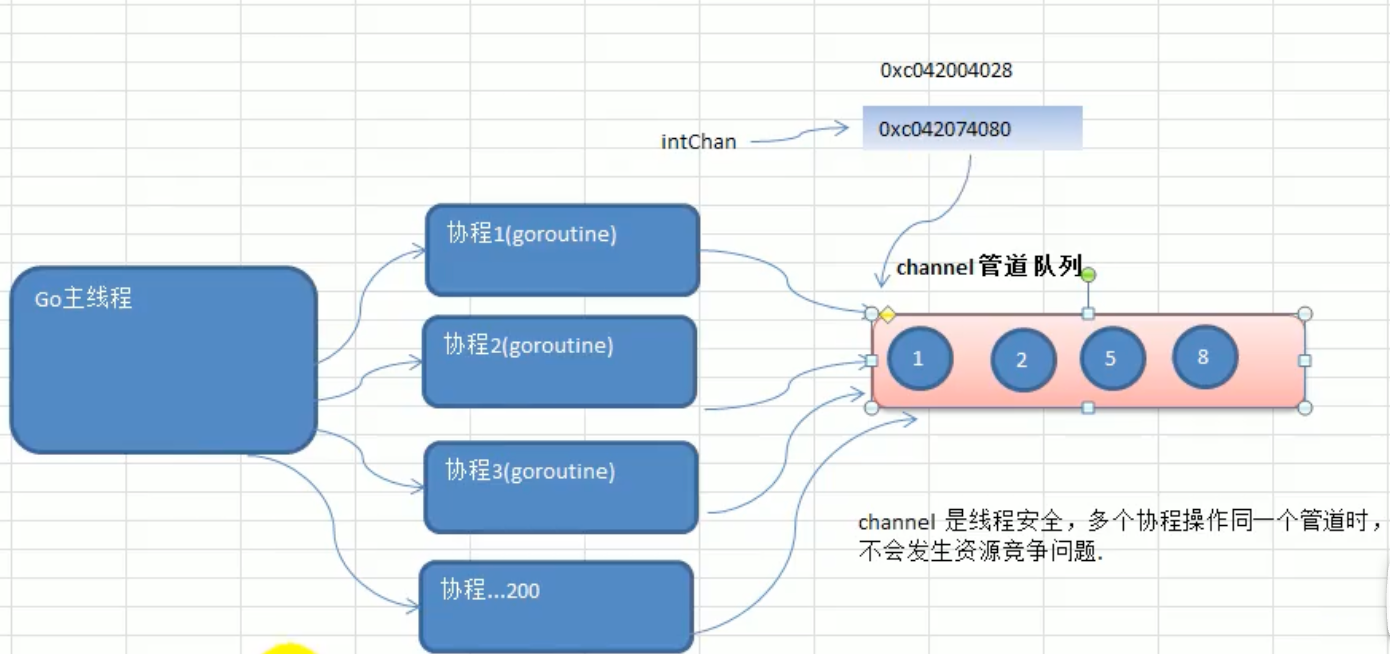 0xc042004028
intChan
0xc042074080
协程1(goroutine)
channel管道队列
Go主线程
协程2(goroutine)
1
2
5
8
协程3(goroutine)
channel 是线程安全，多个协程操作同一个管道时，
不会发生资源竞争问题.
协程...200